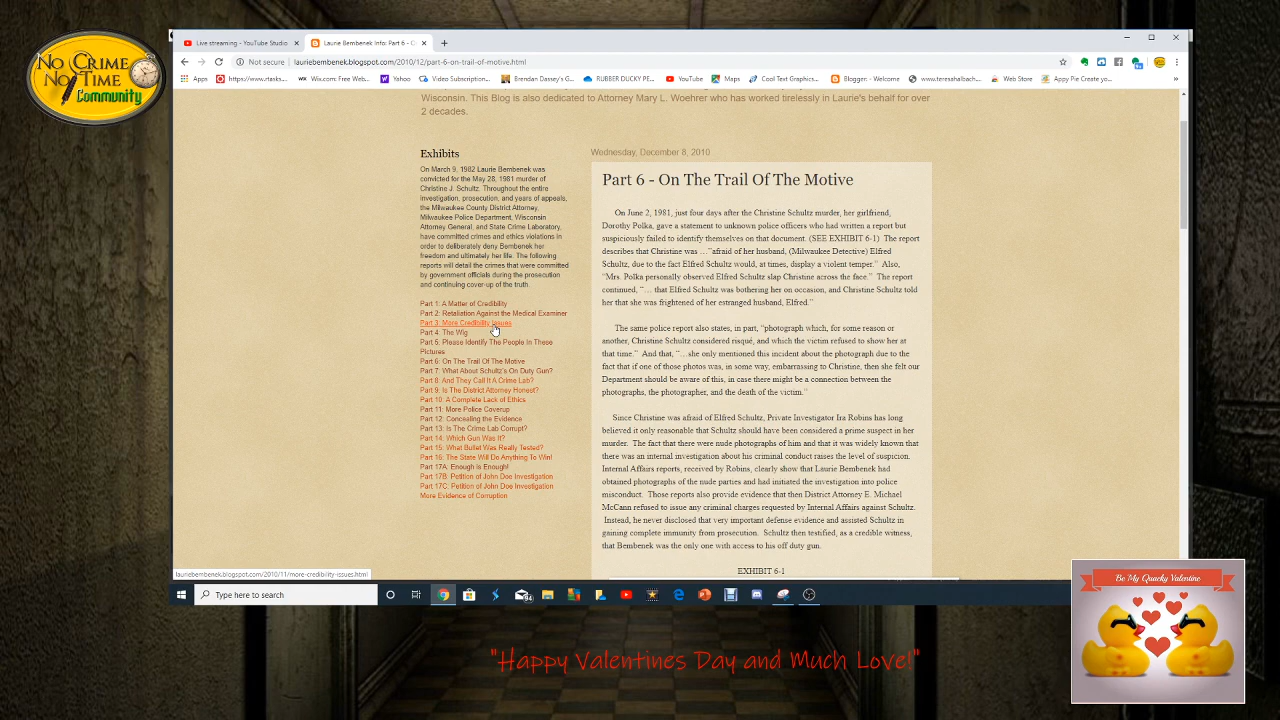 NO CRIME
NO TIME
Community
Live streaming - YouTube Studio
Laurie Bembenek Info: Part 6 - O
Not secure | lauriebembenek.blogspot.com/2010/12/part-6-on-trail-of-motive.html
Apps
https://www.rtasks...
Wix.com: Free Web...
Yahoo
Video Subscription...
Brendan Dassey's G...
RUBBER DUCKY PE...
YouTube
Maps
Cool Text Graphics...
Blogger: - Welcome
www.teresahalbach...
Web Store
Appy Pie Create yo...
Wisconsin. This Blog is also dedicated to Attorney Mary L. Woehrer who has worked tirelessly in Laurie's behalf for over
2 decades.
Exhibits
On March 9, 1982 Laurie Bembenek was
convicted for the May 28, 1981 murder of
Christine J. Schultz. Throughout the entire
investigation, prosecution, and years of appeals,
the Milwaukee County District Attorney,
Milwaukee Police Department, Wisconsin
Attorney General, and State Crime Laboratory,
have committed crimes and ethics violations in
order to deliberately deny Bembenek her
freedom and ultimately her life. The following
reports will detail the crimes that were committed
by government officials during the prosecution
and continuing cover-up of the truth.
Part 1: A Matter of Credibility
Part 2: Retaliation Against the Medical Examiner
Part 3: More Credibility Issues
Part 4: The Wig
Part 5: Please Identify The People In These
Pictures
Part 6: On The Trail Of The Motive
Part 7: What About Schultz's On Duty Gun?
Part 8: And They Call It A Crime Lab?
Part 9: Is The District Attorney Honest?
Part 10: A Complete Lack of Ethics
Part 11: More Police Coverup
Part 12: Concealing the Evidence
Part 13: Is The Crime Lab Corrupt?
Part 14: Which Gun Was It?
Part 15: What Bullet Was Really Tested?
Part 16: The State Will Do Anything To Win!
Part 17A: Enough Is Enough!
Part 17B: Petition of John Doe Investigation
Part 17C: Petition of John Doe Investigation
More Evidence of Corruption
Wednesday, December 8, 2010
Part 6 - On The Trail Of The Motive
On June 2, 1981, just four days after the Christine Schultz murder, her girlfriend,
Dorothy Polka, gave a statement to unknown police officers who had written a report but
suspiciously failed to identify themselves on that document. (SEE EXHIBIT 6-1)  The report
describes that Christine was …"afraid of her husband, (Milwaukee Detective) Elfred
Schultz, due to the fact Elfred Schultz would, at times, display a violent temper."  Also,
"Mrs. Polka personally observed Elfred Schultz slap Christine across the face."  The report
continued, "… that Elfred Schultz was bothering her on occasion, and Christine Schultz told
her that she was frightened of her estranged husband, Elfred."
The same police report also states, in part, "photograph which, for some reason or
another, Christine Schultz considered risqué, and which the victim refused to show her at
that time."  And that, "…she only mentioned this incident about the photograph due to the
fact that if one of those photos was, in some way, embarrassing to Christine, then she felt our
Department should be aware of this, in case there might be a connection between the
photographs, the photographer, and the death of the victim."
Since Christine was afraid of Elfred Schultz, Private Investigator Ira Robins has long
believed it only reasonable that Schultz should have been considered a prime suspect in her
murder.  The fact that there were nude photographs of him and that it was widely known that
there was an internal investigation about his criminal conduct raises the level of suspicion.
Internal Affairs reports, received by Robins, clearly show that Laurie Bembenek had
obtained photographs of the nude parties and had initiated the investigation into police
misconduct.  Those reports also provide evidence that then District Attorney E. Michael
McCann refused to issue any criminal charges requested by Internal Affairs against Schultz.
Instead, he never disclosed that very important defense evidence and assisted Schultz in
gaining complete immunity from prosecution.  Schultz then testified, as a credible witness,
that Bembenek was the only one with access to his off duty gun.
EXHIBIT 6-1
lauriebembenek.blogspot.com/2010/11/more-credibility-issues.html
Type here to search
94
Be My Quacky Valentine
"Happy Valentines Day and Much Love!"